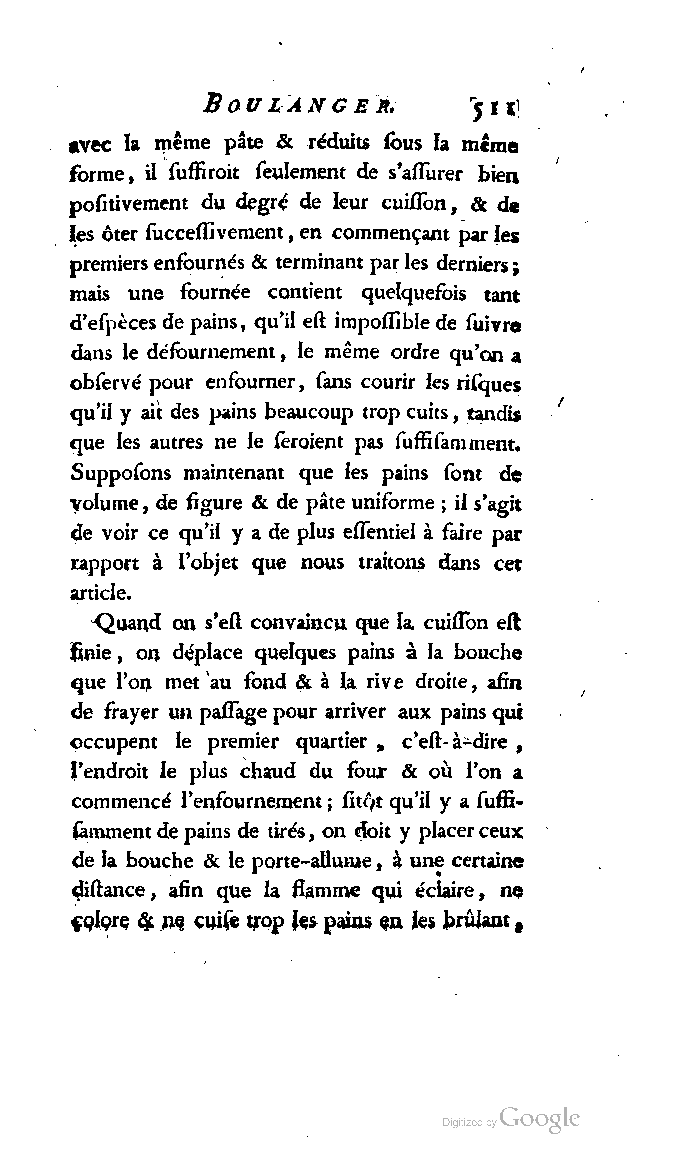 BOULANGER. 511
avec la même pâte & réduits ſous la même
forme, il ſuffiroit ſeulement de s'aſſurer bien
poſitivement du degré de leur cuiſſon, & de
les ôter ſucceſſivement, en commençant par les
premiers enfournés & terminant par les derniers;
mais une fournée contient quelquefois tant
d'eſpèces de pains, qu'il eſt impoſſible de ſuivre
dans le défournement, le même ordre qu'on a
obſervé pour enfourner, ſans courir les riſques
qu'il y ait des pains beaucoup trop cuits, tandis
que les autres ne le ſeroient pas ſuffiſamment.
Suppoſons maintenant que les pains ſont de
volume, de figure & de pâte uniforme; il s'agit
de voir ce qu'il y a de plus eſſentiel à faire par
rapport à l'objet que nous traitons dans cet
article.
Quand on s'eſt convaincu que la cuiſſon eſt
finie, on déplace quelques pains à la bouche
que l'on met au fond & à la rive droite, afin
de frayer un paſſage pour arriver aux pains qui
occupent le premier quartier, c'eſt-à-dire,
l'endroit le plus chaud du four & où l'on a
commencé l'enfournement; ſitôt qu'il y a ſuffi-
ſamment de pains de tirés, on doit y placer ceux
de la bouche & le porte-allume, à une certaine
diſtance, afin que la flamme qui éclaire, ne
colore & ne cuiſe trop les pains en les brûlant,
Digitized by Google